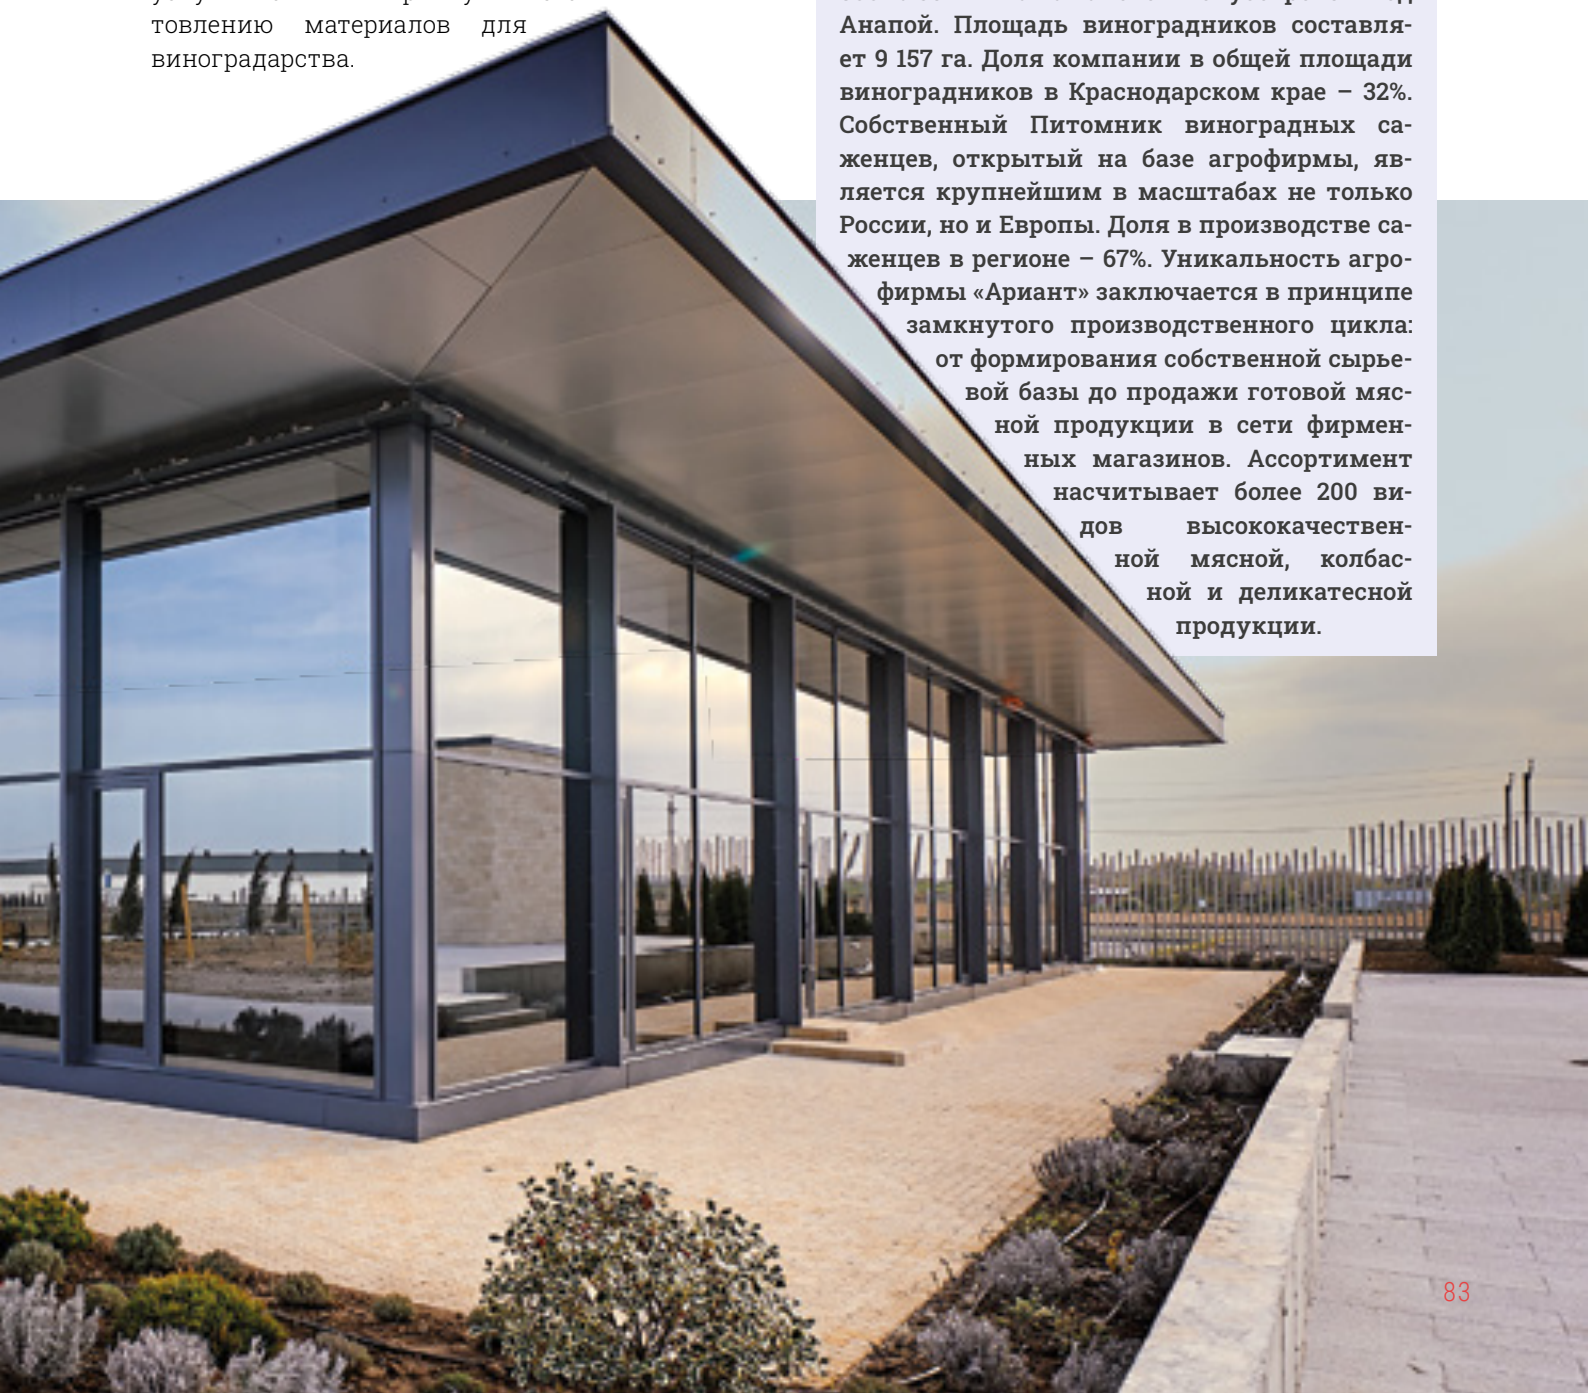 товлению материалов для
виноградарства.
Анапой. Площадь виноградников составля-
ет 9 157 га. Доля компании в общей площади
виноградников в Краснодарском крае – 32%.
Собственный Питомник виноградных са-
женцев, открытый на базе агрофирмы, яв-
ляется крупнейшим в масштабах не только
России, но и Европы. Доля в производстве са-
женцев в регионе – 67%. Уникальность агро-
фирмы «Ариант» заключается в принципе
замкнутого производственного цикла:
от формирования собственной сырье-
вой базы до продажи готовой мяс-
ной продукции в сети фирмен-
ных магазинов. Ассортимент
насчитывает более 200 ви-
дов высококачествен-
ной мясной, колбас-
ной и деликатесной
продукции.
83